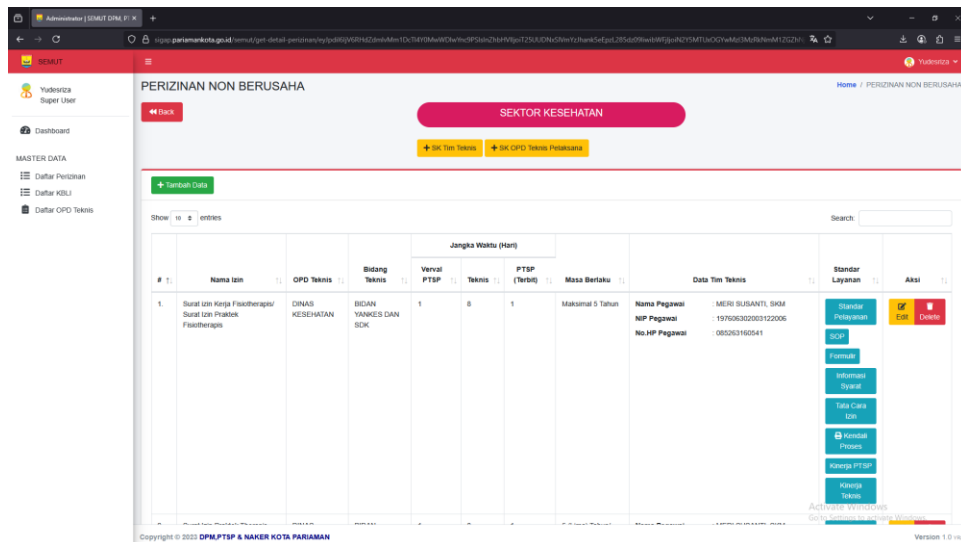 Administrator | SEMUT DPM, PT
sigap.pariamankota.go.id/semut/get-detail-perizinan/
SEMUT
Yudesriza
Yudesriza
Super User
Dashboard
MASTER DATA
Daftar Perizinan
Daftar KBLI
Daftar OPD Teknis
PERIZINAN NON BERUSAHA
Home / PERIZINAN NON BERUSAHA
Back
SEKTOR KESEHATAN
+ SK Tim Teknis
+ SK OPD Teknis Pelaksana
+ Tambah Data
Show 10 entries
Search:
Jangka Waktu (Hari)
# Nama Izin OPD Teknis Bidang Teknis Verval PTSP Teknis PTSP (Terbit) Masa Berlaku Data Tim Teknis Standar Layanan Aksi
1. Surat Izin Kerja Fisiotherapis/ DINAS BIDAN 1 8 1 Maksimal 5 Tahun Nama Pegawai : MERI SUSANTI, SKM
Surat Izin Praktek KESEHATAN YANKES DAN NIP Pegawai : 197606302003122006
Fisiotherapis SDK No.HP Pegawai : 085263160541
Standar Pelayanan
SOP
Formulir
Informasi Syarat
Tata Cara Izin
Kendali Proses
Kinerja PTSP
Kinerja Teknis
Edit
Delete
Activate Windows
Go to Settings to activate Windows.
Copyright © 2023 DPM,PTSP & NAKER KOTA PARIAMAN
Version 1.0